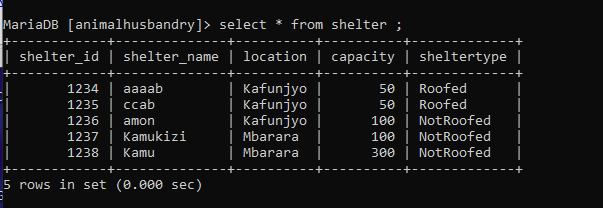 MariaDB [animalhusbandry]> select * from shelter ;
+------------+--------------+----------+----------+-------------+
| shelter_id | shelter_name | location | capacity | sheltertype |
+------------+--------------+----------+----------+-------------+
| 1234 | aaaab | Kafunjyo | 50 | Roofed |
| 1235 | ccab | Kafunjyo | 50 | Roofed |
| 1236 | amon | Kafunjyo | 100 | NotRoofed |
| 1237 | Kamukizi | Mbarara | 100 | NotRoofed |
| 1238 | Kamu | Mbarara | 300 | NotRoofed |
+------------+--------------+----------+----------+-------------+
5 rows in set (0.000 sec)